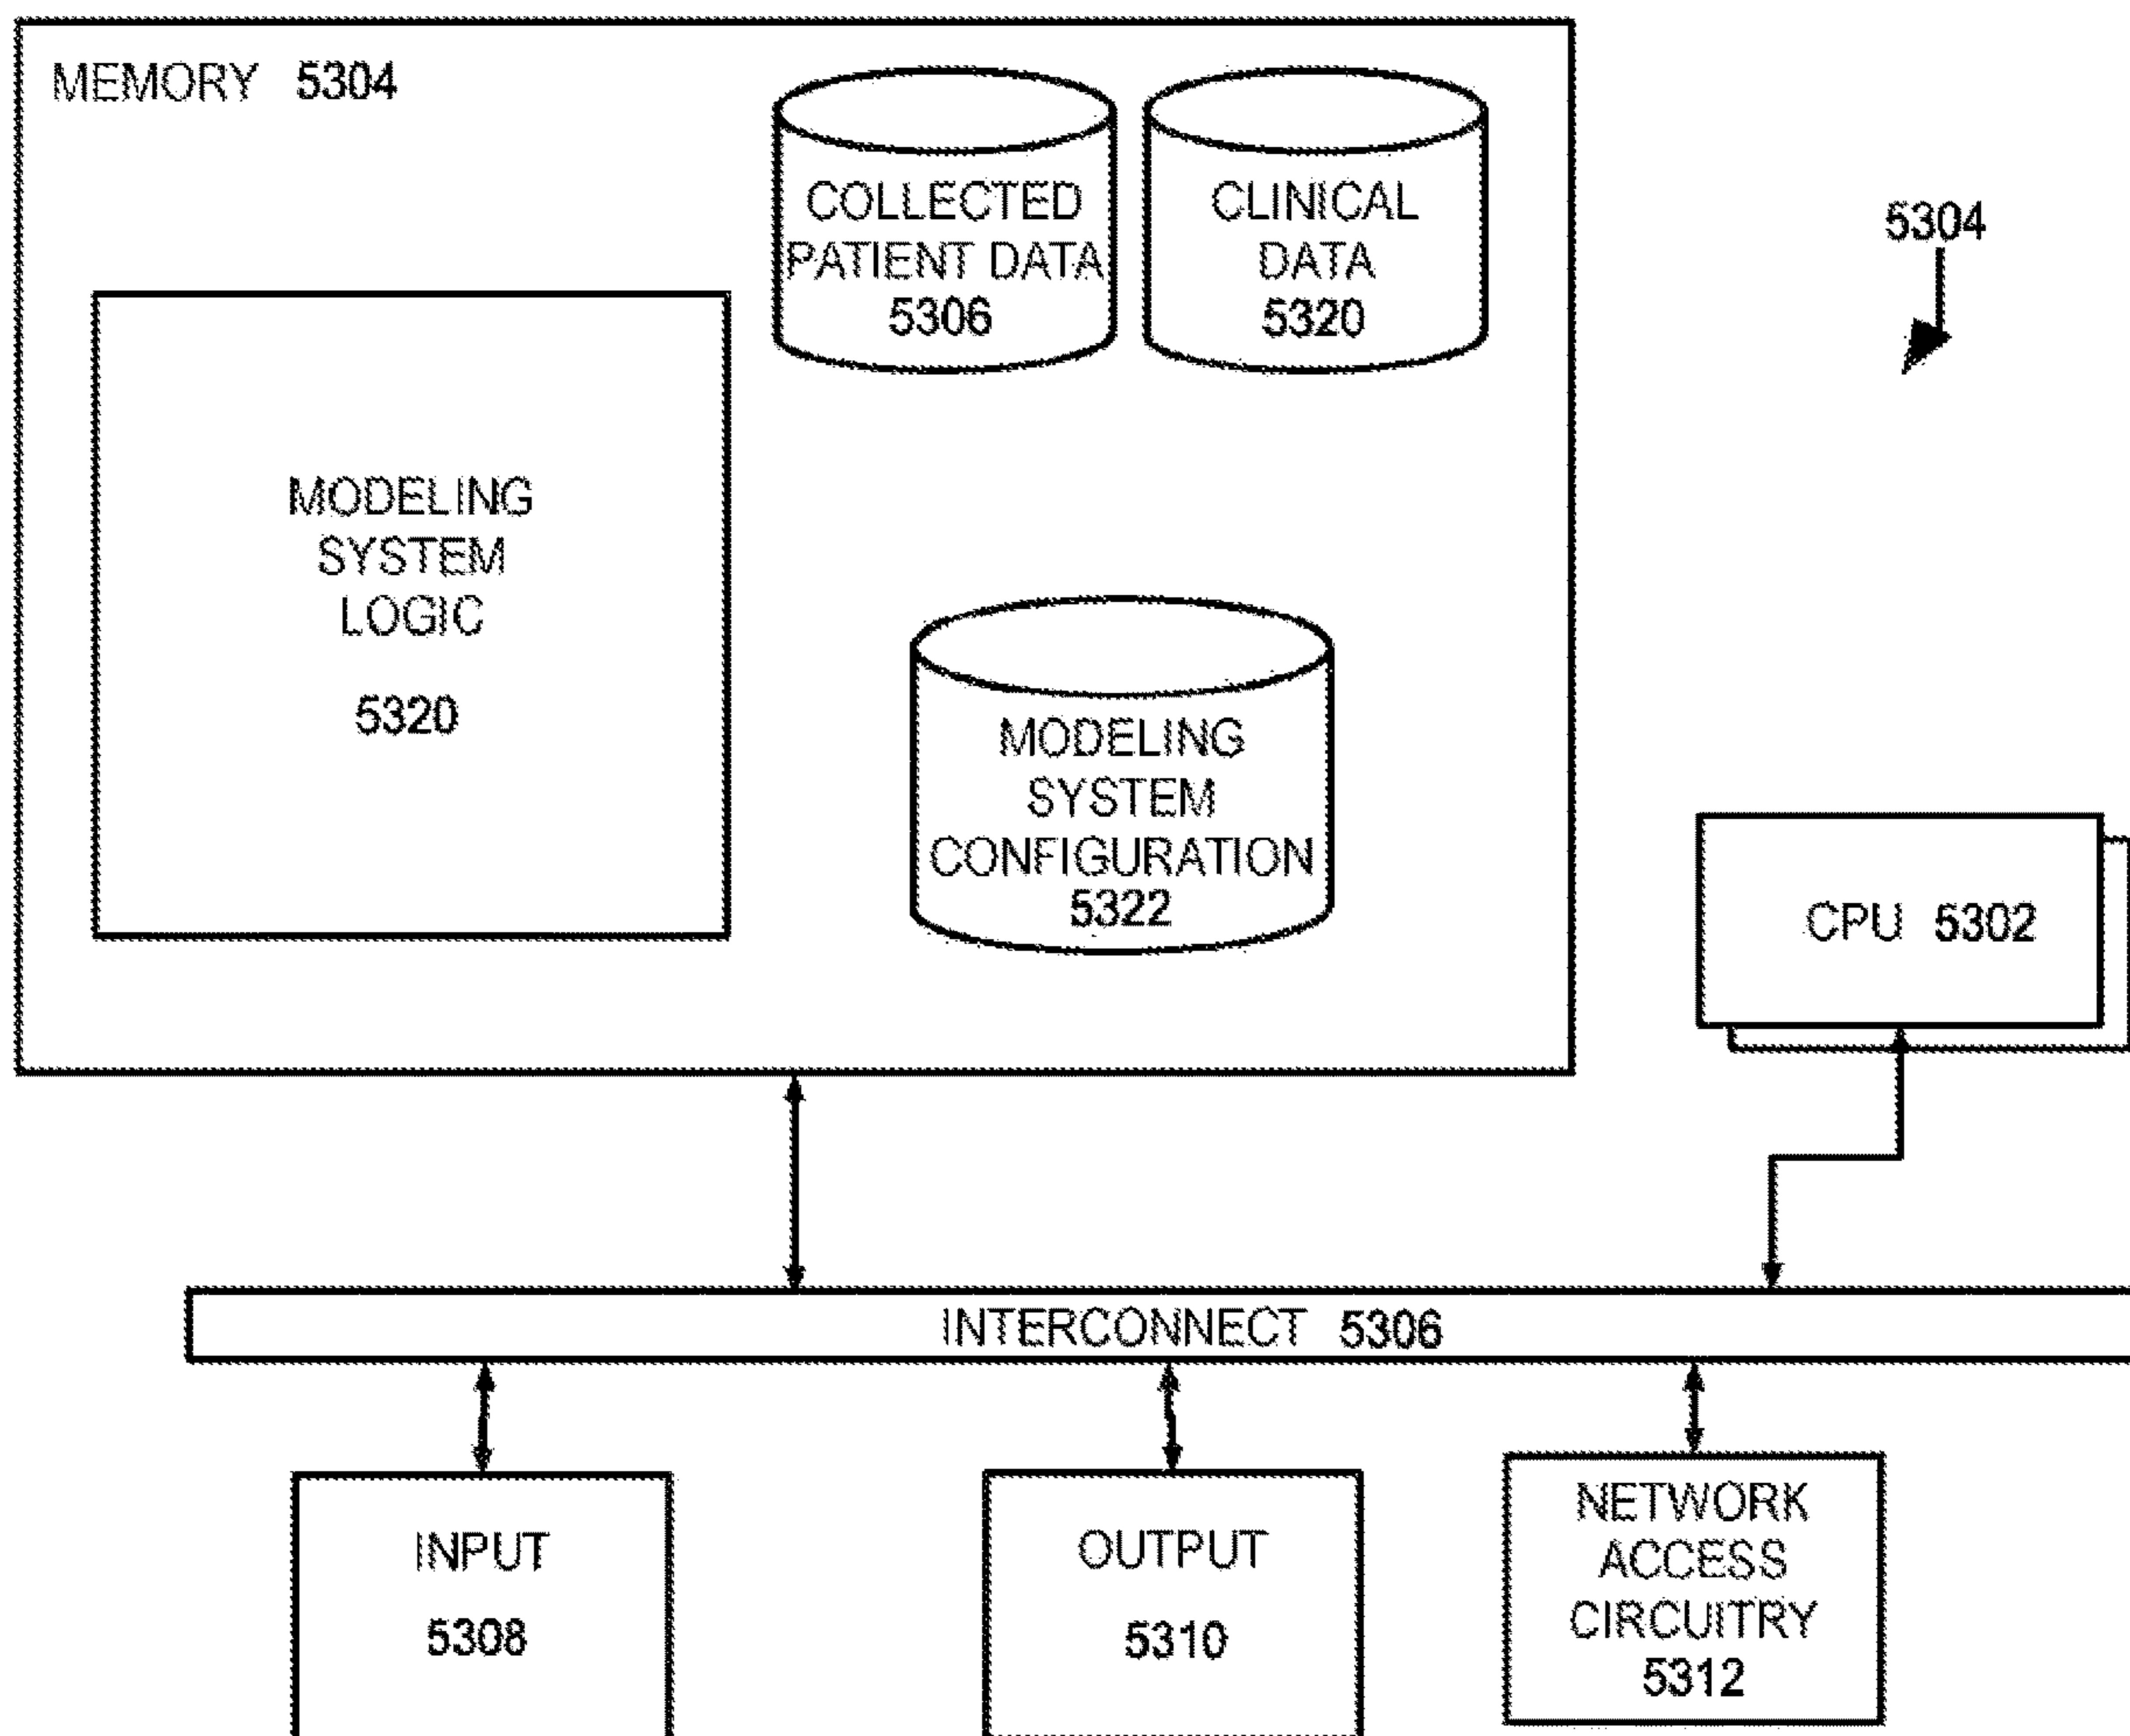 MEMORY 5304
COLLECTED
PATIENT DATA
5306
CLINICAL
DATA
5320
5304
MODELING
SYSTEM
LOGIC
5320
MODELING
SYSTEM
CONFIGURATION
5322
CPU 5302
INTERCONNECT 5306
INPUT
5308
OUTPUT
5310
NETWORK
ACCESS
CIRCUITRY
5312